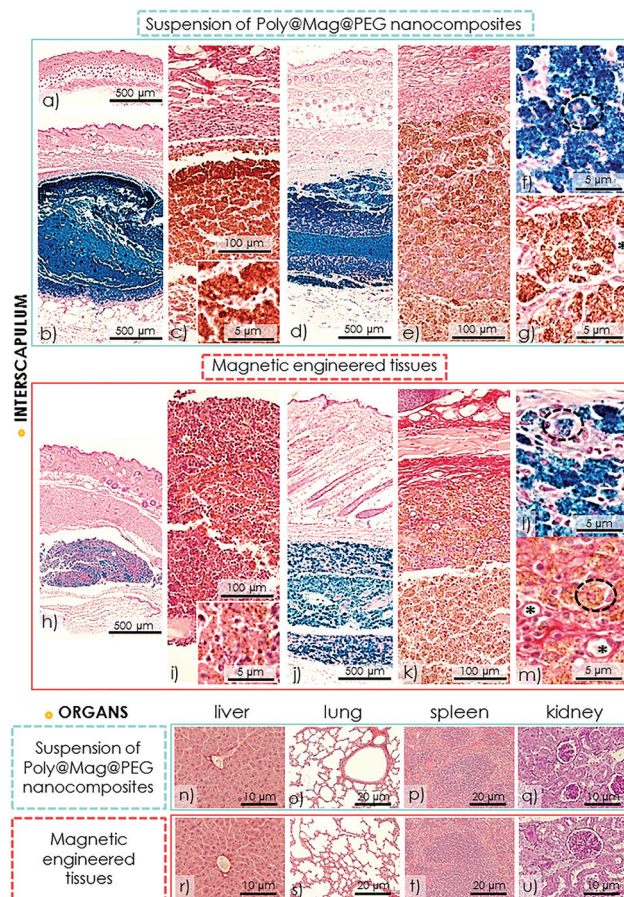 Suspension of Poly@Mag@PEG nanocomposites
a)
500 µm
b)
500 µm
c)
100 µm
5 µm
d)
500 µm
e)
100 µm
f)
5 µm
*
g)
5 µm
INTERSCAPULUM
Magnetic engineered tissues
h)
500 µm
i)
100 µm
5 µm
j)
500 µm
k)
100 µm
l)
5 µm
*
*
m)
5 µm
ORGANS
liver
lung
spleen
kidney
Suspension of
Poly@Mag@PEG
nanocomposites
n)
10 µm
o)
20 µm
p)
20 µm
q)
10 µm
Magnetic
engineered
tissues
r)
10 µm
s)
20 µm
t)
20 µm
u)
10 µm